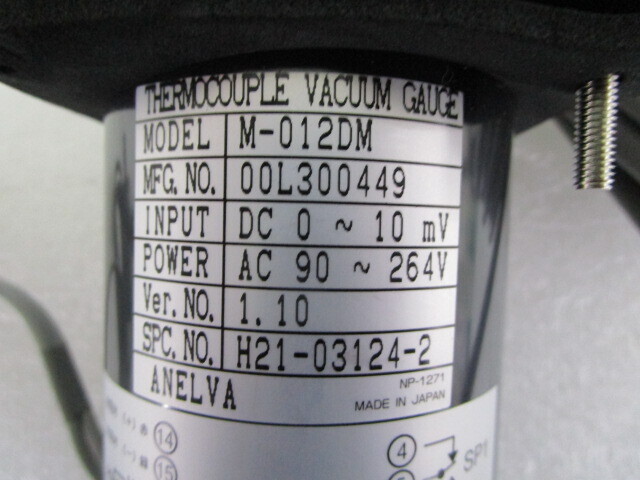 THERMOCOUPLE VACUUM GAUGE
MODEL M-012DM
MFG. NO. 00L300449
INPUT DC 0 ~ 10 mV
POWER AC 90 ~ 264V
Ver. NO. 1.10
SPC. NO. H21-03124-2
ANELVA NP-1271
MADE IN JAPAN
(+) 赤 14 4 SP1
(-) 15